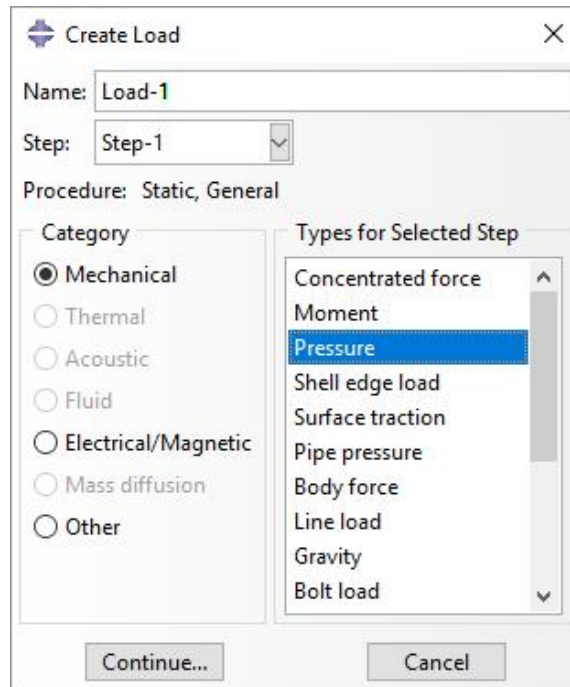 Create Load
Name: Load-1
Step: Step-1
Procedure: Static, General
Category
Mechanical
Thermal
Acoustic
Fluid
Electrical/Magnetic
Mass diffusion
Other
Types for Selected Step
Concentrated force
Moment
Pressure
Shell edge load
Surface traction
Pipe pressure
Body force
Line load
Gravity
Bolt load
Continue...
Cancel